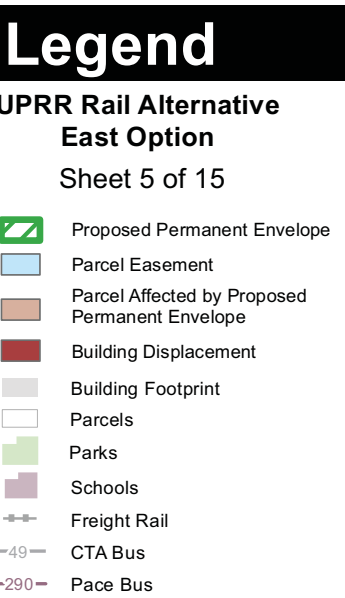 Legend
UPRR Rail Alternative
East Option
Sheet 5 of 15
Proposed Permanent Envelope
Parcel Easement
Parcel Affected by Proposed
Permanent Envelope
Building Displacement
Building Footprint
Parcels
Parks
Schools
Freight Rail
49 CTA Bus
290 Pace Bus